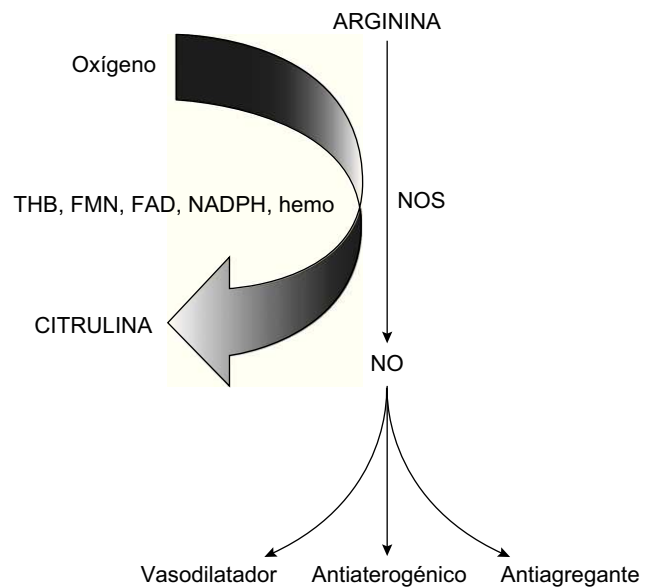 ARGININA
Oxígeno
THB, FMN, FAD, NADPH, hemo
NOS
CITRULINA
NO
Vasodilatador
Antiaterogénico
Antiagregante